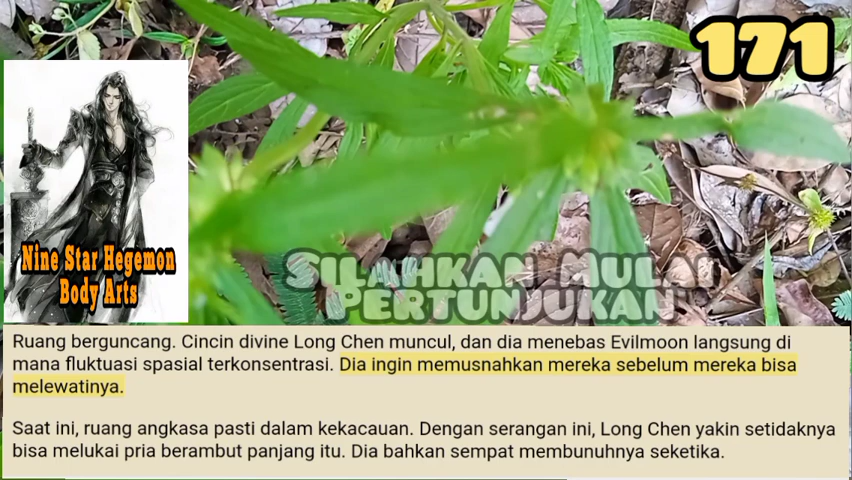 171
Nine Star Hegemon
Body Arts
Silahkan Mulai
Pertunjukan
Ruang berguncang. Cincin divine Long Chen muncul, dan dia menebas Evilmoon langsung di
mana fluktuasi spasial terkonsentrasi. Dia ingin memusnahkan mereka sebelum mereka bisa
melewatinya.
Saat ini, ruang angkasa pasti dalam kekacauan. Dengan serangan ini, Long Chen yakin setidaknya
bisa melukai pria berambut panjang itu. Dia bahkan sempat membunuhnya seketika.